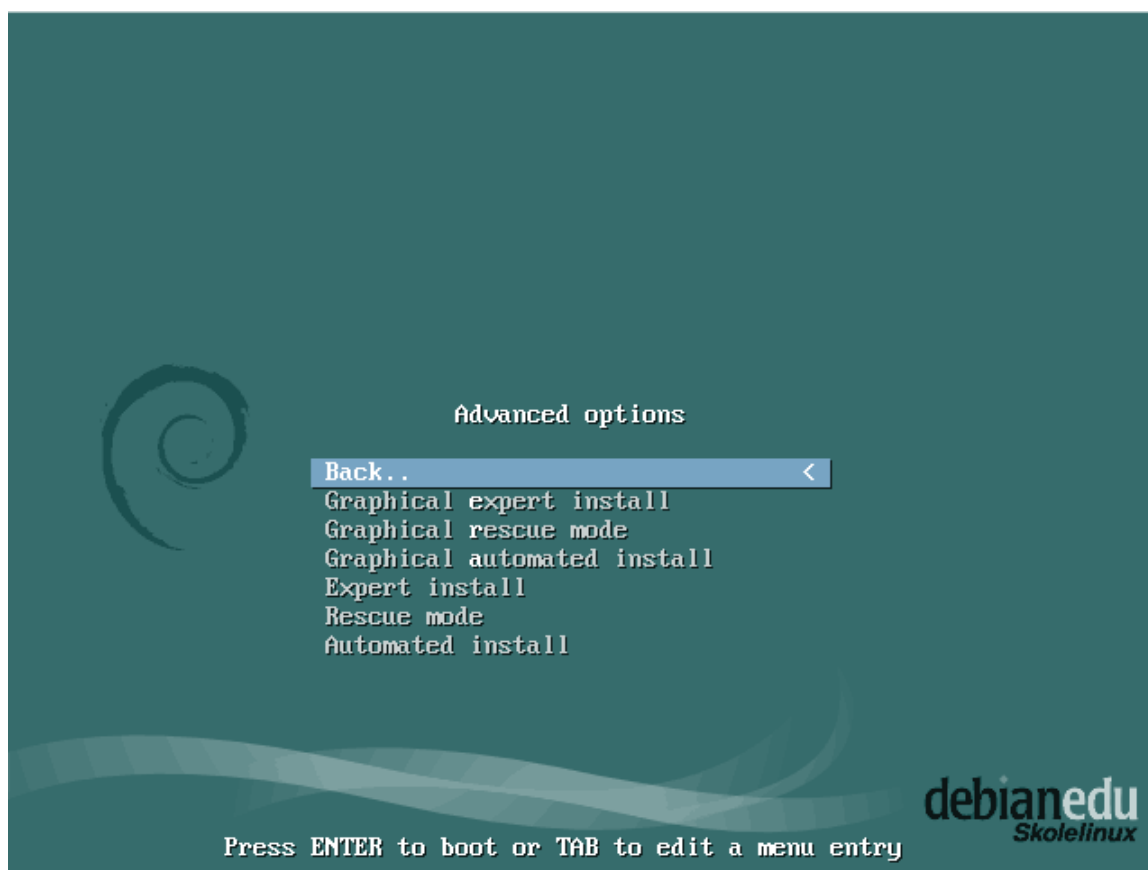 Advanced options
Back.. <
Graphical expert install
Graphical rescue mode
Graphical automated install
Expert install
Rescue mode
Automated install
debianedu
Skolelinux
Press ENTER to boot or TAB to edit a menu entry